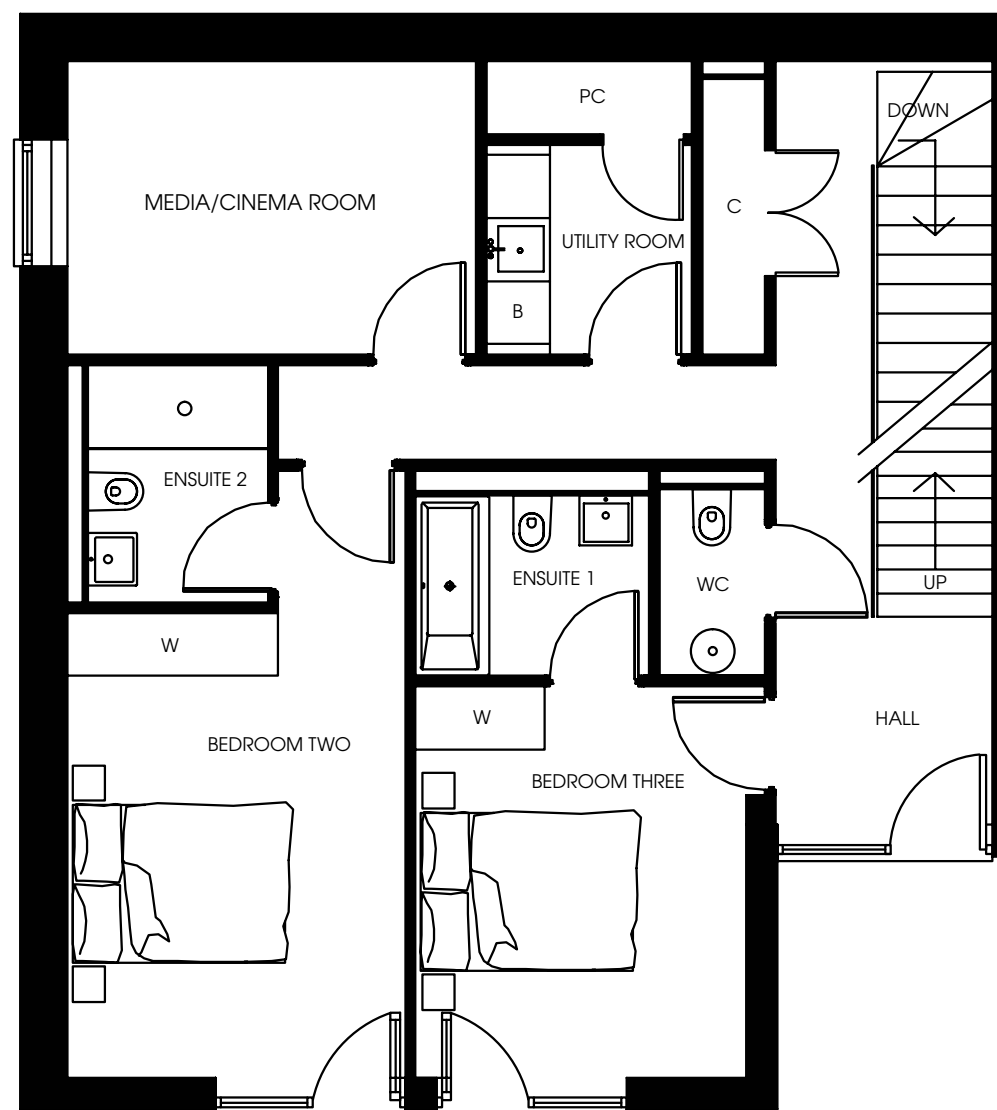 PC
DOWN
MEDIA/CINEMA ROOM
C
UTILITY ROOM
B
ENSUITE 2
ENSUITE 1
WC
UP
W
W
HALL
BEDROOM TWO
BEDROOM THREE